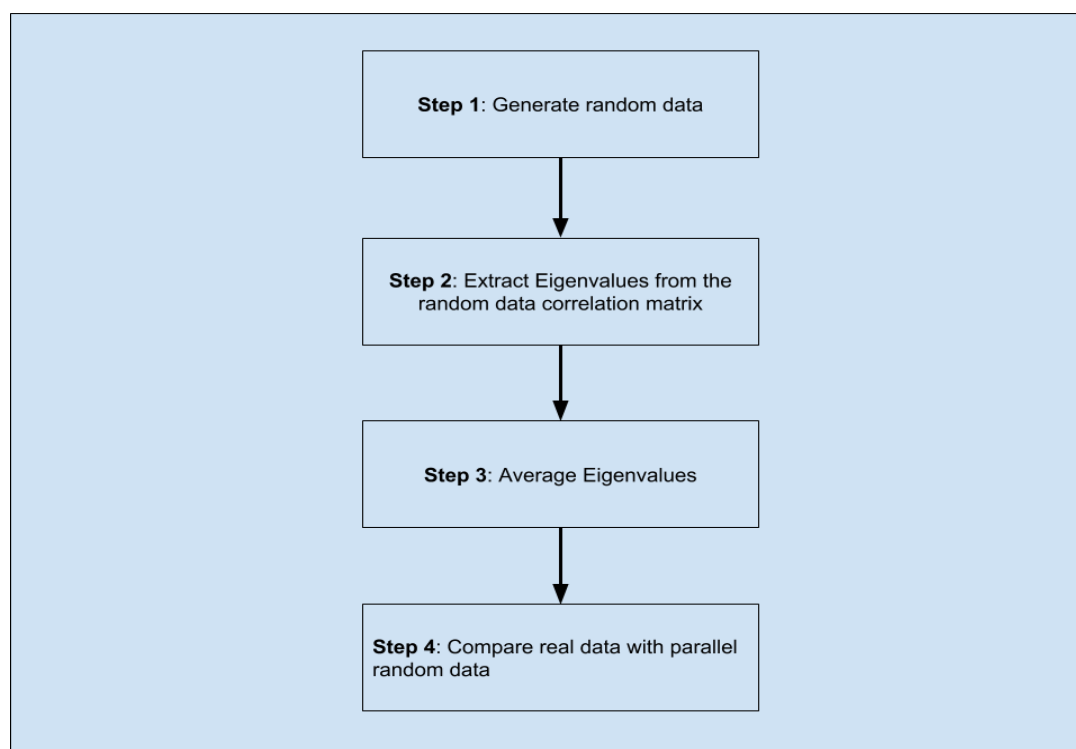 Step 1: Generate random data
Step 2: Extract Eigenvalues from the
random data correlation matrix
Step 3: Average Eigenvalues
Step 4: Compare real data with parallel
random data